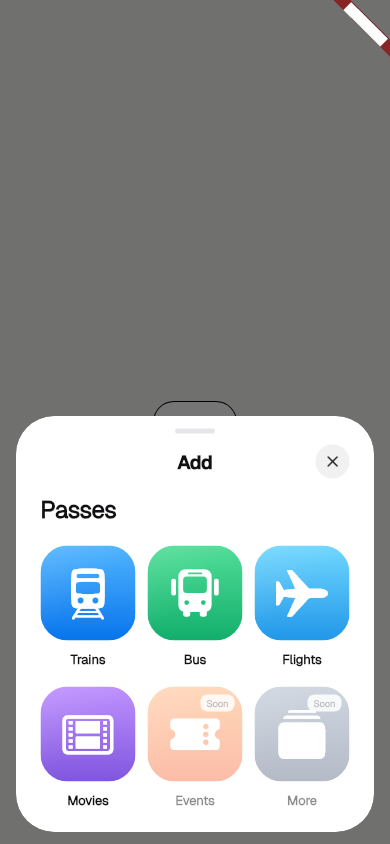 Add
Passes
Trains
Bus
Flights
Soon
Soon
Movies
Events
More